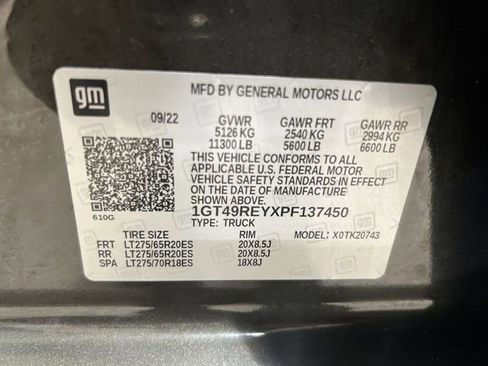 gm
MFD BY GENERAL MOTORS LLC
09/22 GVWR GAWR FRT GAWR RR
5126 KG 2540 KG 2994 KG
11300 LB 5600 LB 6600 LB
THIS VEHICLE CONFORMS TO ALL
APPLICABLE U.S. FEDERAL MOTOR
VEHICLE SAFETY STANDARDS IN EFFECT
ON THE DATE OF MANUFACTURE
SHOWN ABOVE.
610G
1GT49REYXPF137450
TYPE: TRUCK
TIRE SIZE RIM MODEL: X0TK20743
FRT LT275/65R20ES 20X8.5J
RR LT275/65R20ES 20X8.5J
SPA LT275/70R18ES 18X8J